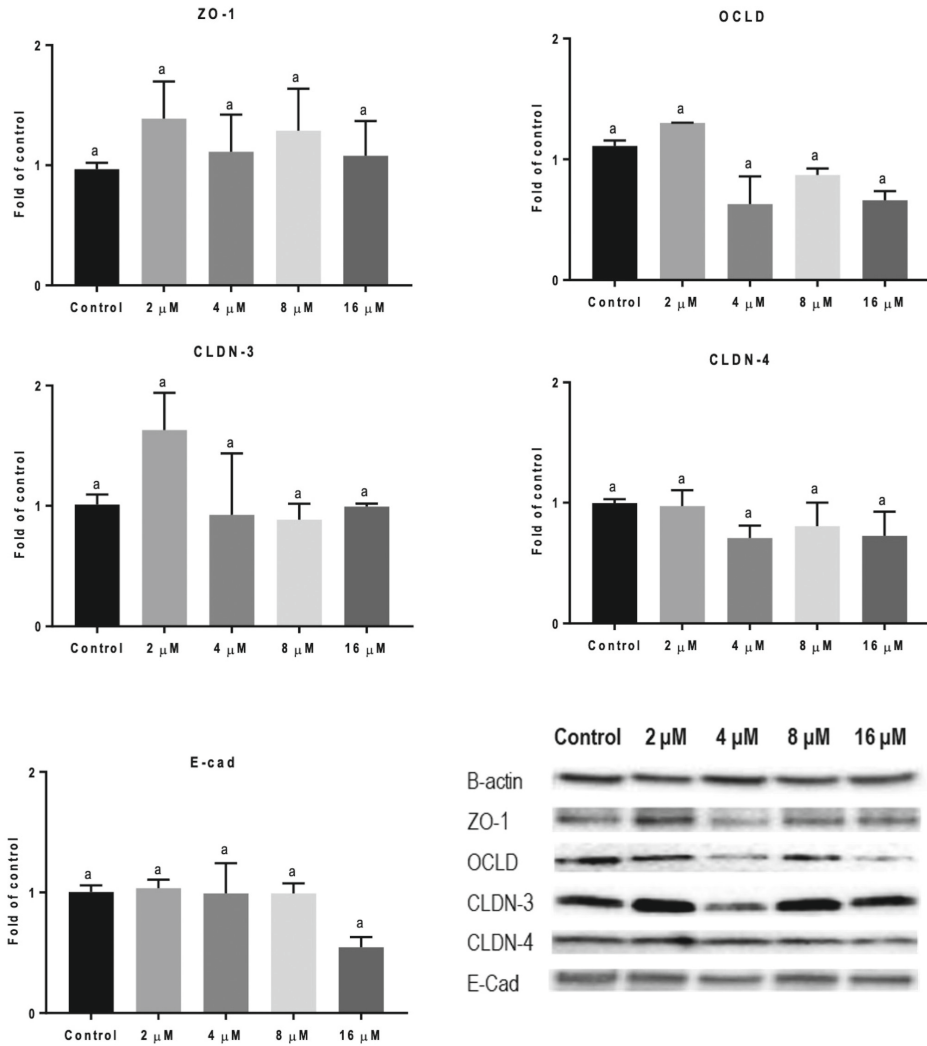 ZO-1
Fold of control
2
1
0
a a a a a
Control 2 μM 4 μM 8 μM 16 μM
OCLD
Fold of control
2
1
0
a a a a a
Control 2 μM 4 μM 8 μM 16 μM
CLDN-3
Fold of control
2
1
0
a a a a a
Control 2 μM 4 μM 8 μM 16 μM
CLDN-4
Fold of control
2
1
0
a a a a a
Control 2 μM 4 μM 8 μM 16 μM
E-cad
Fold of control
2
1
0
a a a a a
Control 2 μM 4 μM 8 μM 16 μM
Control 2 μM 4 μM 8 μM 16 μM
B-actin
ZO-1
OCLD
CLDN-3
CLDN-4
E-Cad